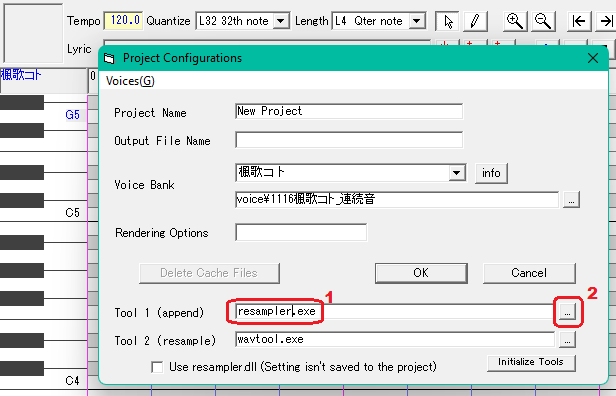 Tempo 120.0 Quantize L32 32th note Length L4 Qter note
Lyric
Project Configurations
楓歌コト 0
Voices(G)
G5
Project Name New Project
Output File Name
Voice Bank 楓歌コト info
voice¥1116楓歌コト_連続音 ...
C5
Rendering Options
Delete Cache Files OK Cancel
1 2
Tool 1 (append) resampler.exe ...
Tool 2 (resample) wavtool.exe ...
Use resampler.dll (Setting isn't saved to the project) Initialize Tools
C4